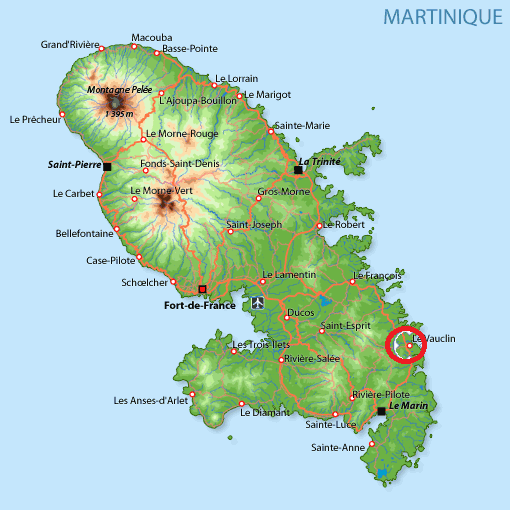 MARTINIQUE
Macouba
Grand'Rivière
Basse-Pointe
Le Lorrain
Montagne Pelée
Le Marigot
L'Ajoupa-Bouillon
1 395 m
Le Prêcheur
Sainte-Marie
Le Morne-Rouge
La Trinité
Saint-Pierre
Fonds-Saint-Denis
Le Carbet
Le Morne-Vert
Gros-Morne
Saint-Joseph
Le Robert
Bellefontaine
Case-Pilote
Le Lamentin
Le François
Schœlcher
Fort-de-France
Ducos
Saint-Esprit
Le Vauclin
Les Trois-Ilets
Rivière-Salée
Les Anses-d'Arlet
Rivière-Pilote
Le Marin
Le Diamant
Sainte-Luce
Sainte-Anne